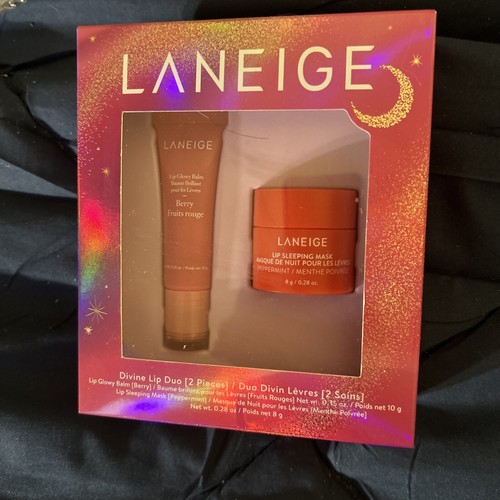 LANEIGE
LANEIGE
Lip Glowy Balm
Baume Brillant
pour les Lèvres
Berry
Fruits rouge
LANEIGE
LIP SLEEPING MASK
MASQUE DE NUIT POUR LES LÈVRES
PEPPERMINT / MENTHE POIVRÉE
8 g / 0.28 oz.
Divine Lip Duo [2 Pieces] / Duo Divin Lèvres [2 Soins]
Lip Glowy Balm [Berry] / Baume brillant pour les Lèvres [Fruits Rouges] Net wt. 0.35 oz. / Poids net 10 g
Lip Sleeping Mask [Peppermint] / Masque de Nuit pour les Lèvres [Menthe Poivrée]
Net wt. 0.28 oz / Poids net 8 g